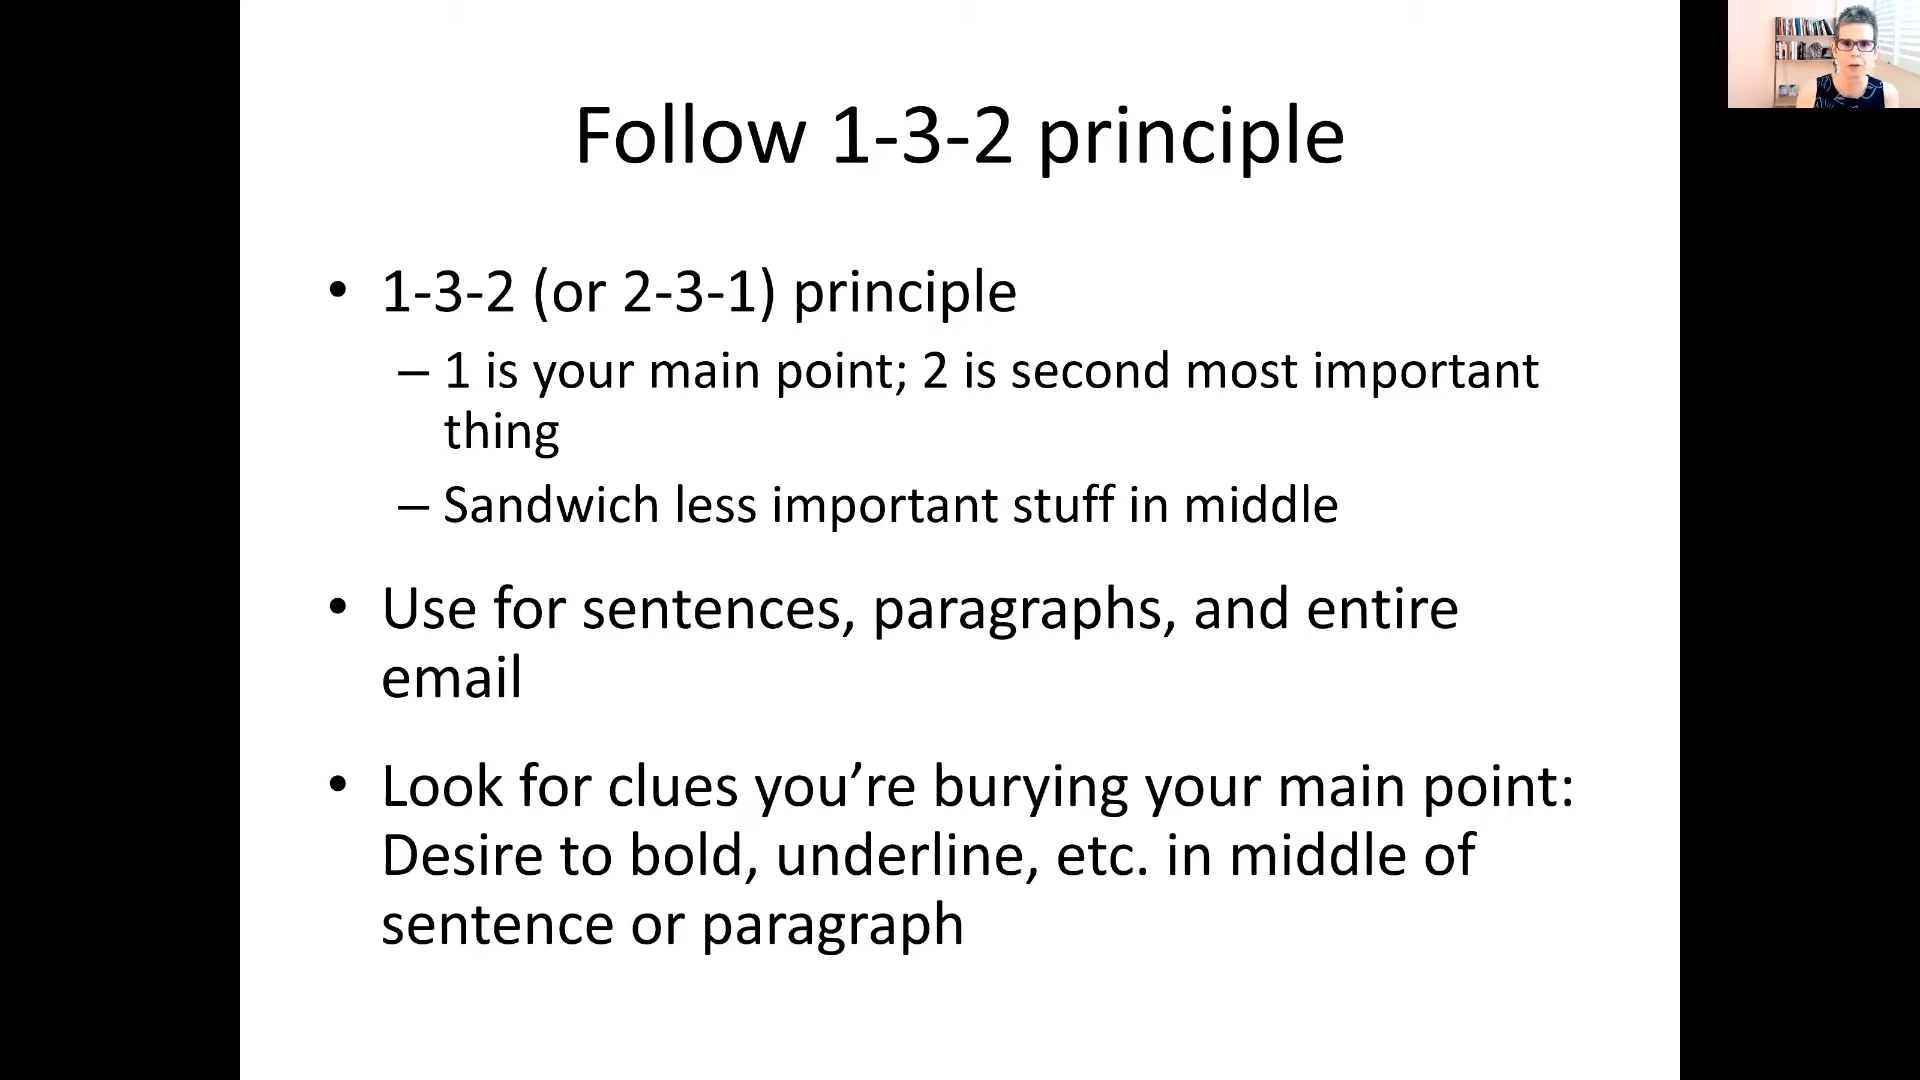 Follow 1-3-2 principle
• 1-3-2 (or 2-3-1) principle
– 1 is your main point; 2 is second most important
thing
– Sandwich less important stuff in middle
• Use for sentences, paragraphs, and entire
email
• Look for clues you’re burying your main point:
Desire to bold, underline, etc. in middle of
sentence or paragraph